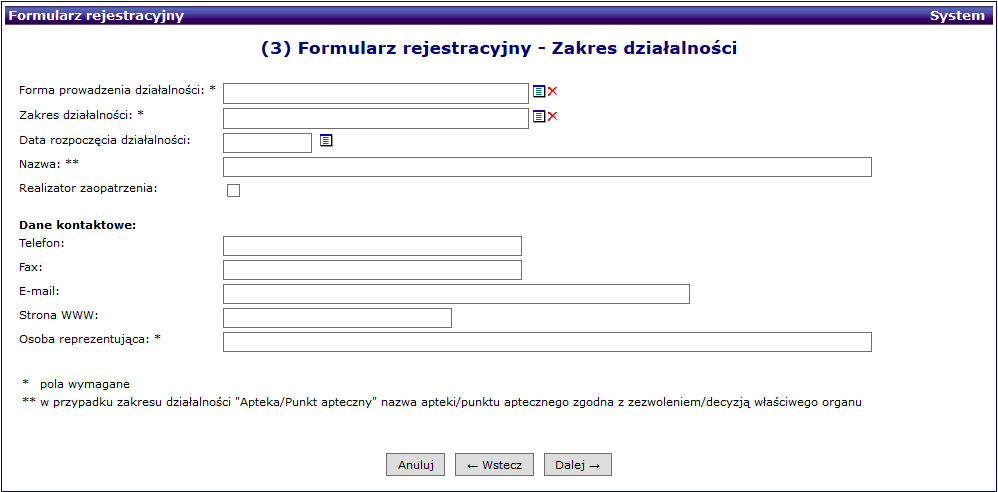 Formularz rejestracyjny System
(3) Formularz rejestracyjny - Zakres działalności
Forma prowadzenia działalności: *
Zakres działalności: *
Data rozpoczęcia działalności:
Nazwa: **
Realizator zaopatrzenia:
Dane kontaktowe:
Telefon:
Fax:
E-mail:
Strona WWW:
Osoba reprezentująca: *
* pola wymagane
** w przypadku zakresu działalności "Apteka/Punkt apteczny" nazwa apteki/punktu aptecznego zgodna z zezwoleniem/decyzją właściwego organu
Anuluj ← Wstecz Dalej →